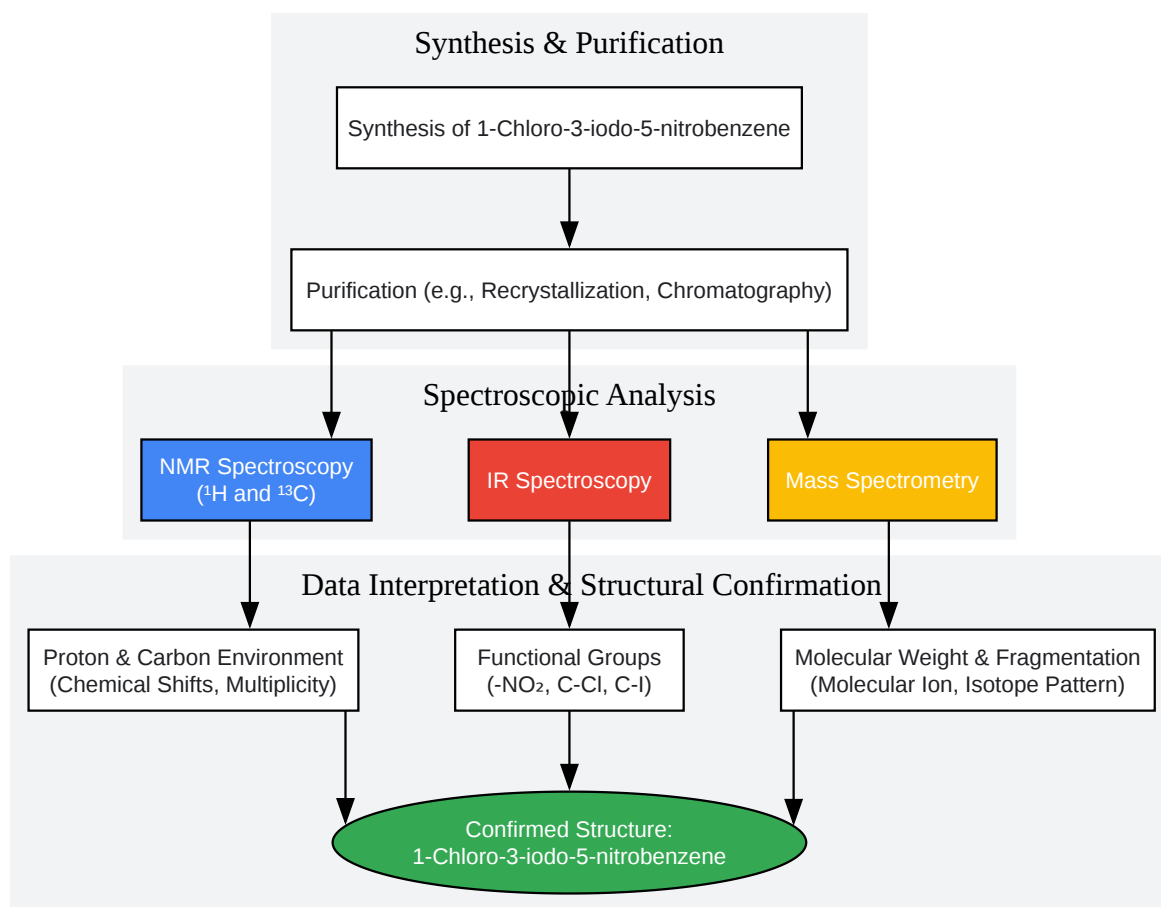 Synthesis & Purification
Synthesis of 1-Chloro-3-iodo-5-nitrobenzene
Purification (e.g., Recrystallization, Chromatography)
Spectroscopic Analysis
NMR Spectroscopy
(¹H and ¹³C)
IR Spectroscopy
Mass Spectrometry
Data Interpretation & Structural Confirmation
Proton & Carbon Environment
(Chemical Shifts, Multiplicity)
Functional Groups
(-NO₂, C-Cl, C-I)
Molecular Weight & Fragmentation
(Molecular Ion, Isotope Pattern)
Confirmed Structure:
1-Chloro-3-iodo-5-nitrobenzene